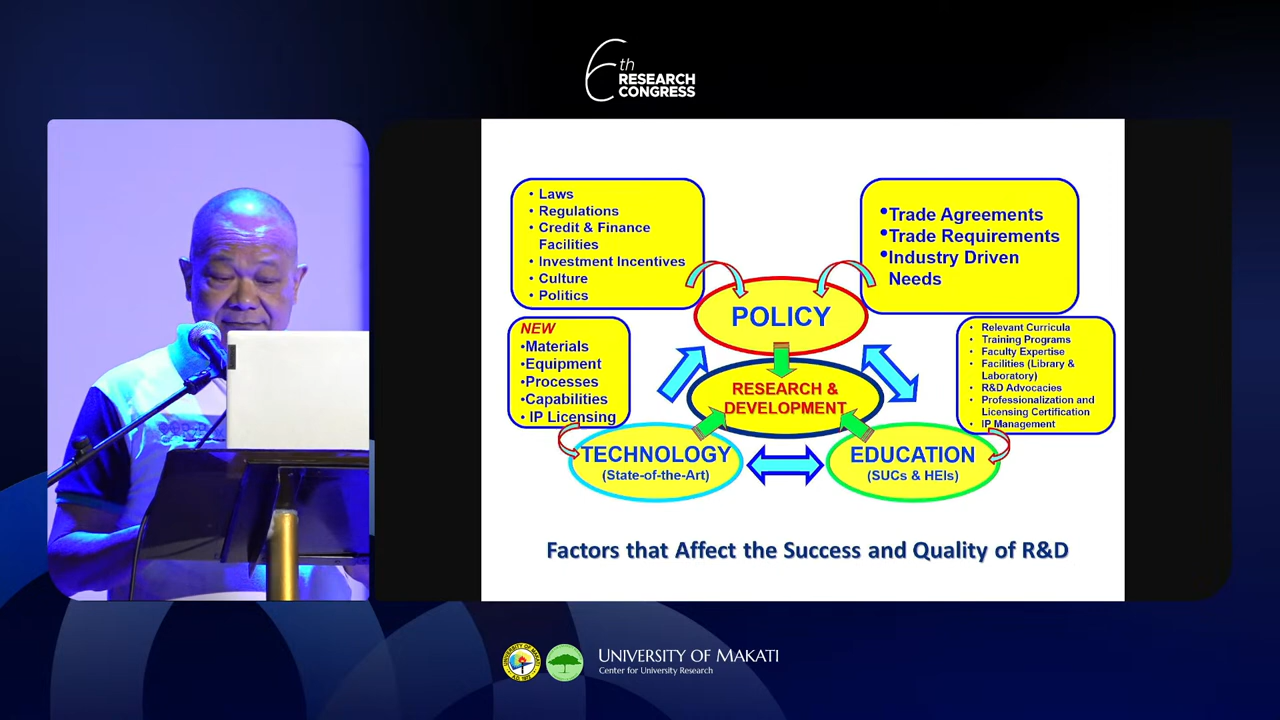 6th
RESEARCH
CONGRESS
• Laws
• Regulations
• Credit & Finance
Facilities
• Investment Incentives
• Culture
• Politics
•Trade Agreements
•Trade Requirements
•Industry Driven
Needs
POLICY
NEW
•Materials
•Equipment
•Processes
•Capabilities
• IP Licensing
RESEARCH &
DEVELOPMENT
• Relevant Curricula
• Training Programs
• Faculty Expertise
• Facilities (Library &
Laboratory)
• R&D Advocacies
• Professionalization and
Licensing Certification
• IP Management
TECHNOLOGY
(State-of-the-Art)
EDUCATION
(SUCs & HEIs)
Factors that Affect the Success and Quality of R&D
UNIVERSITY OF MAKATI
UNIVERSITY OF MAKATI
Center for University Research